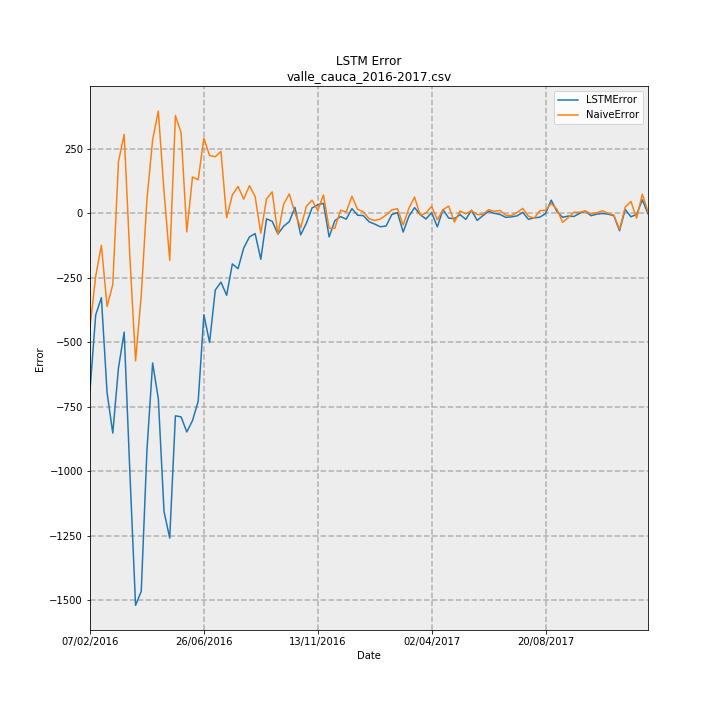 LSTM Error
valle_cauca_2016-2017.csv
LSTMError
NaiveError
250
0
−250
−500
−750
−1000
−1250
−1500
Error
07/02/2016
26/06/2016
13/11/2016
02/04/2017
20/08/2017
Date